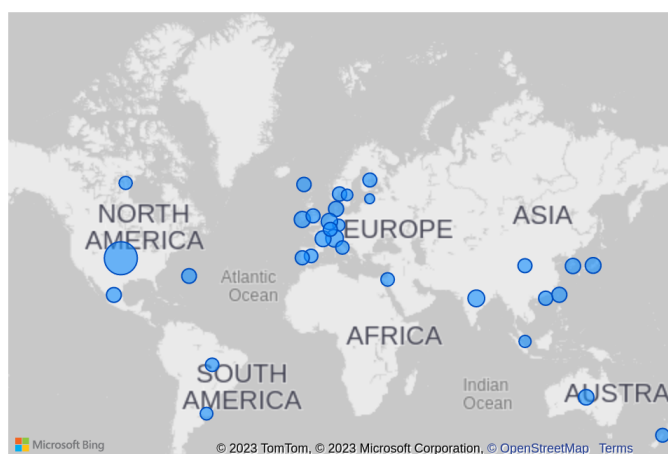 NORTH
AMERICA
EUROPE
ASIA
Atlantic
Ocean
AFRICA
SOUTH
AMERICA
Indian
Ocean
AUSTRA
Microsoft Bing
© 2023 TomTom, © 2023 Microsoft Corporation, © OpenStreetMap Terms